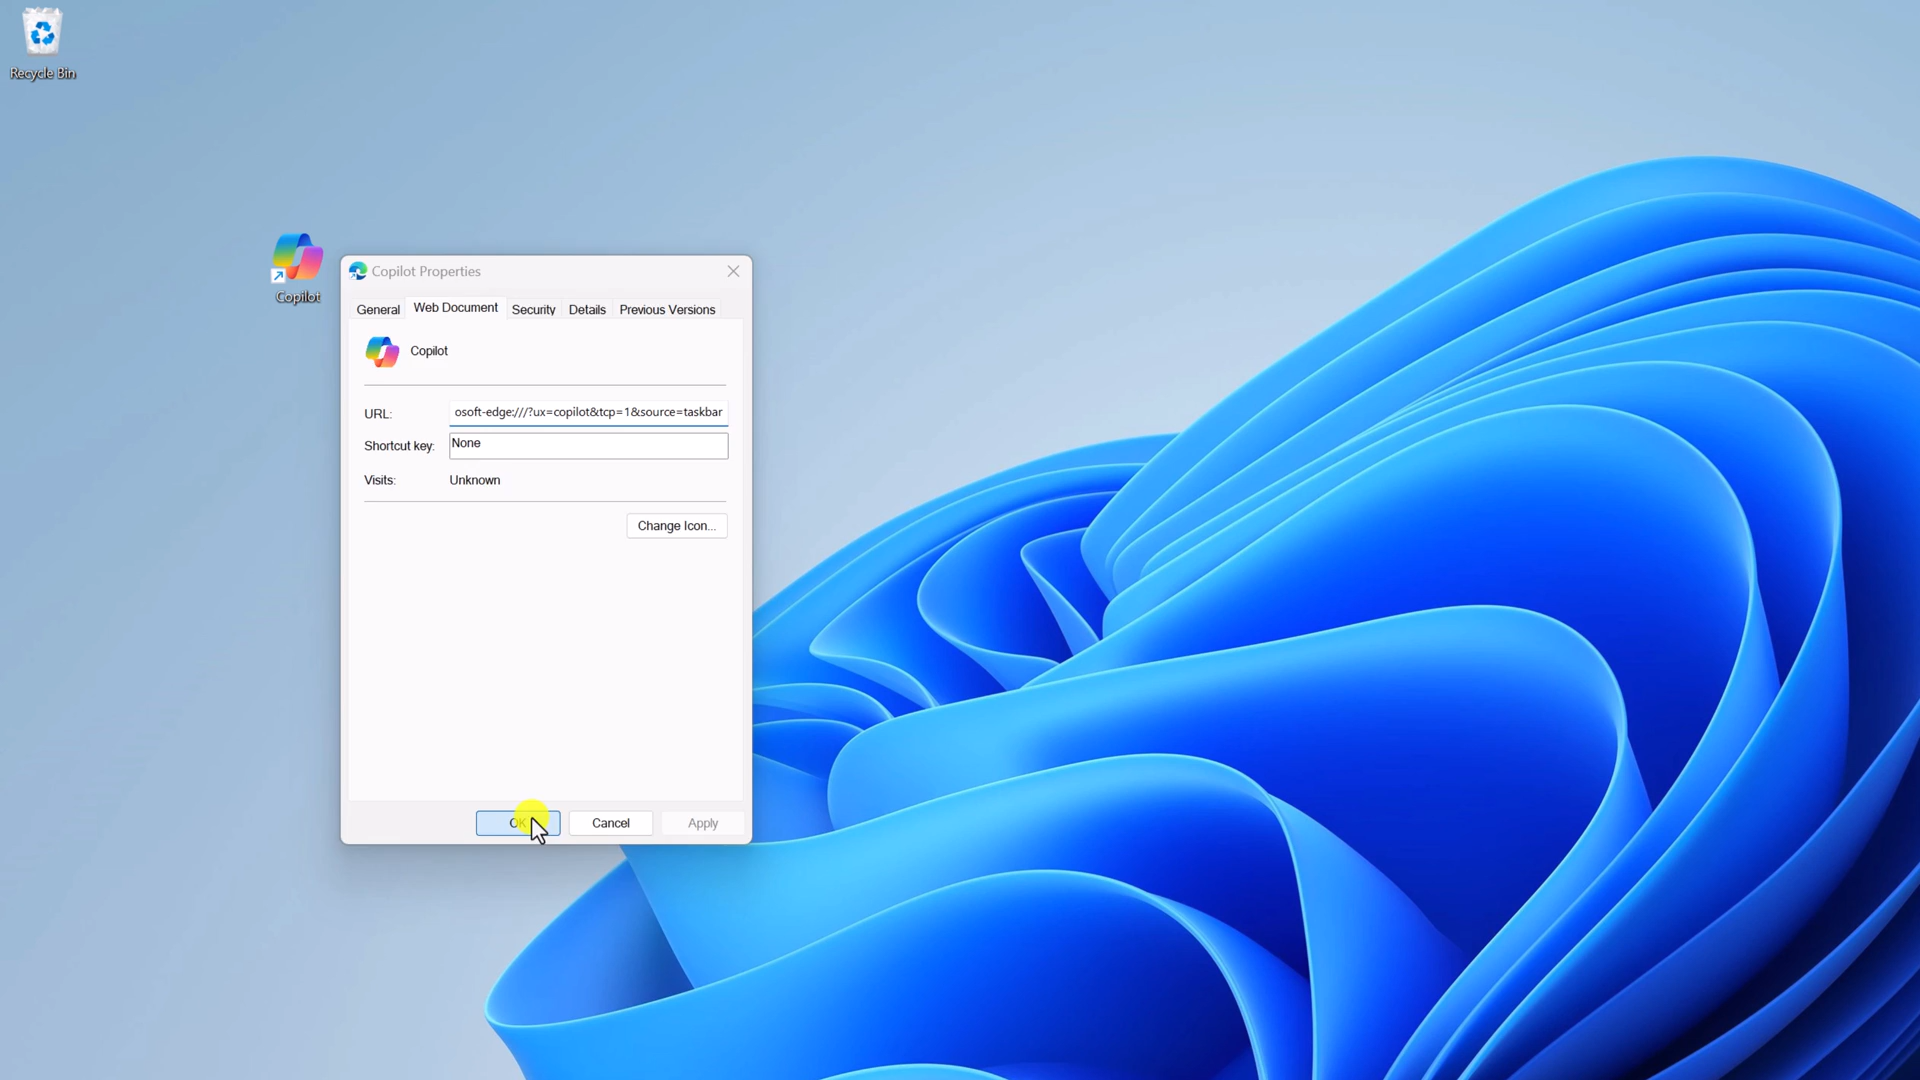 Recycle Bin
Copilot
Copilot Properties
General Web Document Security Details Previous Versions
Copilot
URL: osoft-edge:///?ux=copilot&tcp=1&source=taskbar
Shortcut key: None
Visits: Unknown
Change Icon...
OK Cancel Apply